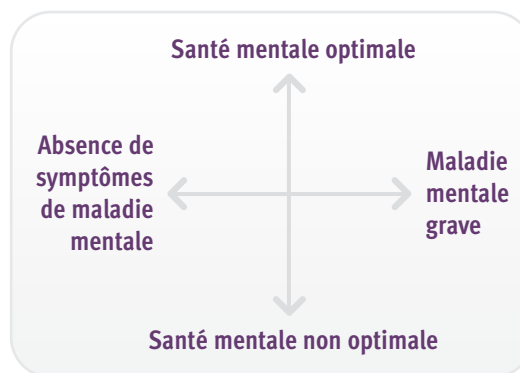 Santé mentale optimale
Absence de
symptômes
de maladie
mentale
Maladie
mentale
grave
Santé mentale non optimale